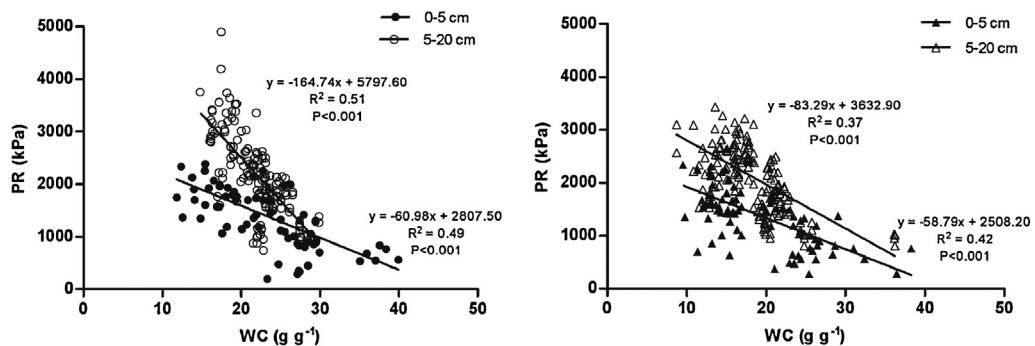 0-5 cm
5-20 cm
y = -164.74x + 5797.60
R² = 0.51
P<0.001
y = -60.98x + 2807.50
R² = 0.49
P<0.001
PR (kPa)
5000
4000
3000
2000
1000
0
0 10 20 30 40 50
WC (g g⁻¹)
0-5 cm
5-20 cm
y = -83.29x + 3632.90
R² = 0.37
P<0.001
y = -58.79x + 2508.20
R² = 0.42
P<0.001
PR (kPa)
5000
4000
3000
2000
1000
0
0 10 20 30 40 50
WC (g g⁻¹)